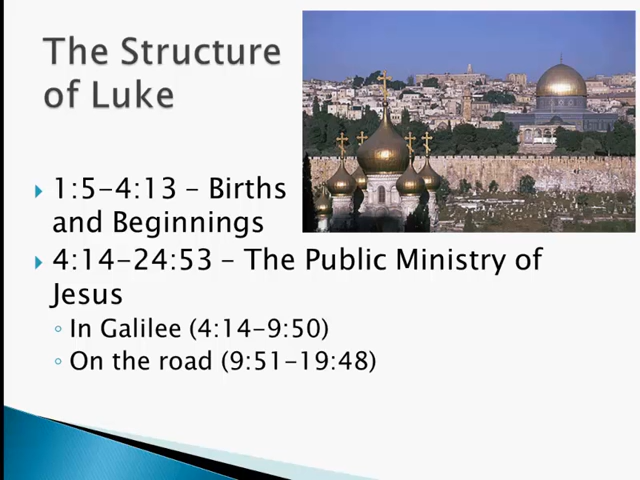 The Structure
of Luke
1:5-4:13 – Births
and Beginnings
4:14-24:53 – The Public Ministry of
Jesus
In Galilee (4:14-9:50)
On the road (9:51-19:48)